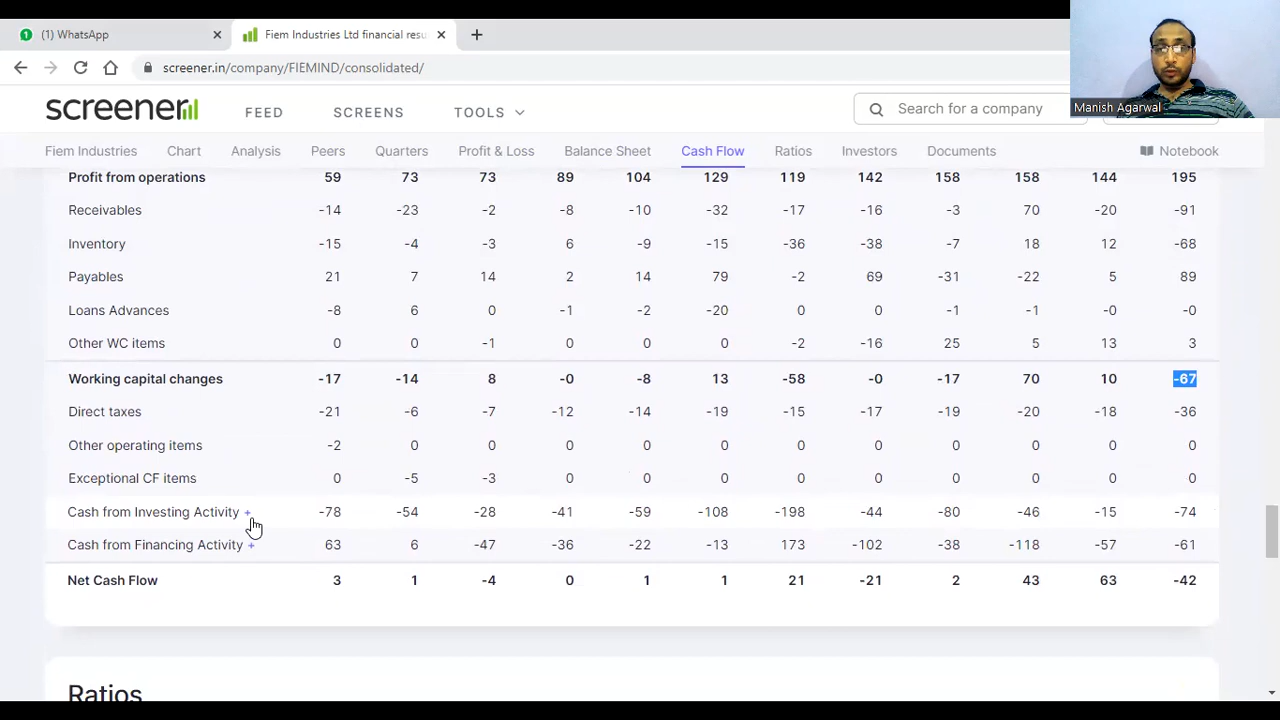 (1) WhatsApp
Fiem Industries Ltd financial resu
screener.in/company/FIEMIND/consolidated/
Manish Agarwal
screener FEED SCREENS TOOLS Search for a company
Fiem Industries Chart Analysis Peers Quarters Profit & Loss Balance Sheet Cash Flow Ratios Investors Documents Notebook
Profit from operations 59 73 73 89 104 129 119 142 158 158 144 195
Receivables -14 -23 -2 -8 -10 -32 -17 -16 -3 70 -20 -91
Inventory -15 -4 -3 6 -9 -15 -36 -38 -7 18 12 -68
Payables 21 7 14 2 14 79 -2 69 -31 -22 5 89
Loans Advances -8 6 0 -1 -2 -20 0 0 -1 -1 -0 -0
Other WC items 0 0 -1 0 0 0 -2 -16 25 5 13 3
Working capital changes -17 -14 8 -0 -8 13 -58 -0 -17 70 10 -67
Direct taxes -21 -6 -7 -12 -14 -19 -15 -17 -19 -20 -18 -36
Other operating items -2 0 0 0 0 0 0 0 0 0 0 0
Exceptional CF items 0 -5 -3 0 0 0 0 0 0 0 0 0
Cash from Investing Activity + -78 -54 -28 -41 -59 -108 -198 -44 -80 -46 -15 -74
Cash from Financing Activity + 63 6 -47 -36 -22 -13 173 -102 -38 -118 -57 -61
Net Cash Flow 3 1 -4 0 1 1 21 -21 2 43 63 -42
Ratios